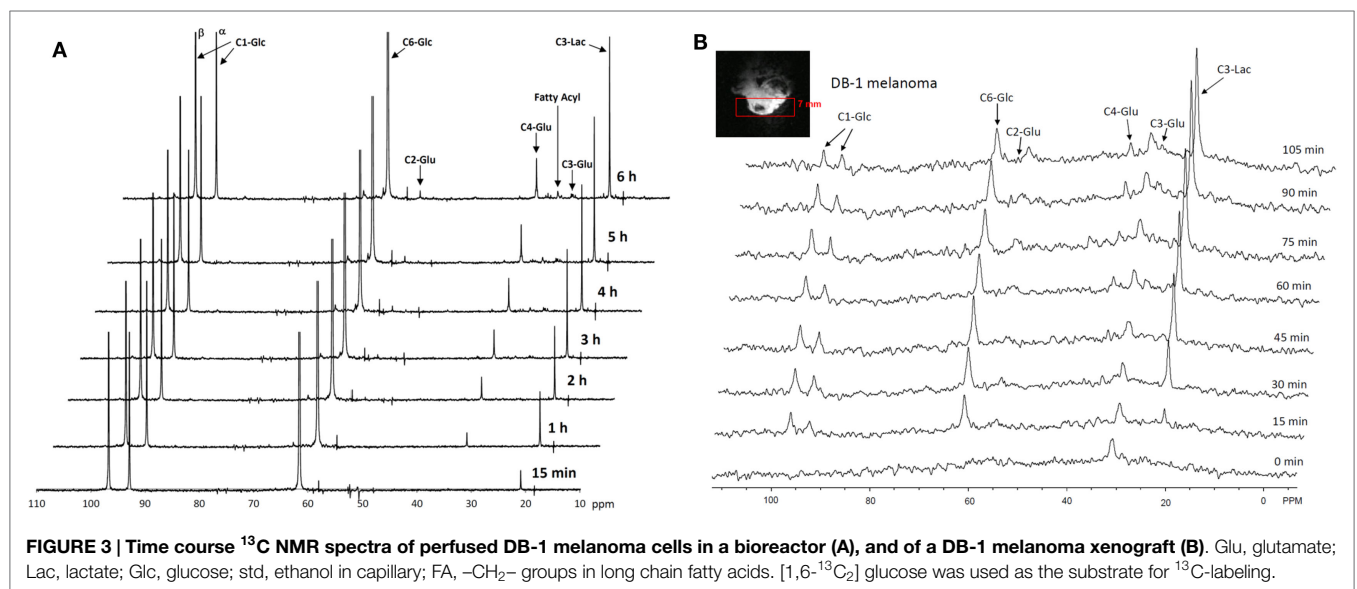 A
β α
C1-Glc
C6-Glc
C3-Lac
Fatty Acyl
C4-Glu
C2-Glu
C3-Glu
6 h
5 h
4 h
3 h
2 h
1 h
15 min
110 100 90 80 70 60 50 40 30 20 10 ppm
B
DB-1 melanoma
7 mm
C3-Lac
C6-Glc
C1-Glc
C2-Glu
C4-Glu
C3-Glu
105 min
90 min
75 min
60 min
45 min
30 min
15 min
0 min
100 80 60 40 20 0 PPM
FIGURE 3 | Time course ¹³C NMR spectra of perfused DB-1 melanoma cells in a bioreactor (A), and of a DB-1 melanoma xenograft (B). Glu, glutamate;
Lac, lactate; Glc, glucose; std, ethanol in capillary; FA, –CH₂– groups in long chain fatty acids. [1,6-¹³C₂] glucose was used as the substrate for ¹³C-labeling.